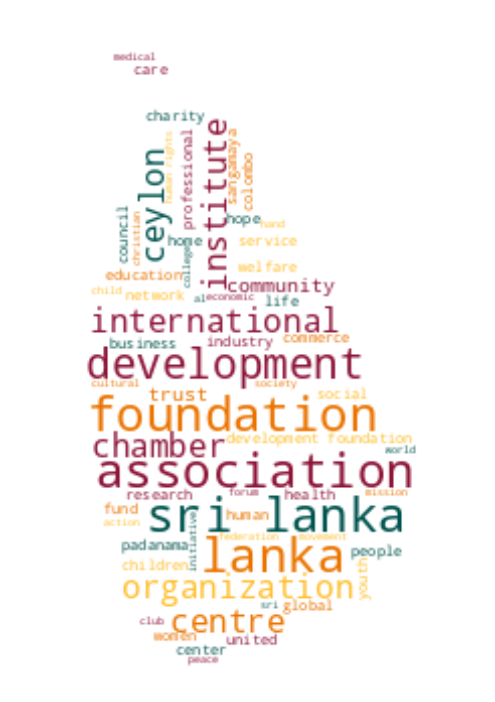 medical
care
charity
institute
ceylon
professional
human rights
sangamaya
colombo
council
christian
hope
hand
home
college
service
education
welfare
community
child
network
al
economic
life
international
business
industry
commerce
development
cultural
society
trust
social
foundation
chamber
development foundation
world
association
research
forum
health
mission
fund
sri lanka
human
action
initiative
federation
movement
padanama
lanka
people
children
youth
organization
sri
global
club
centre
women
united
center
peace